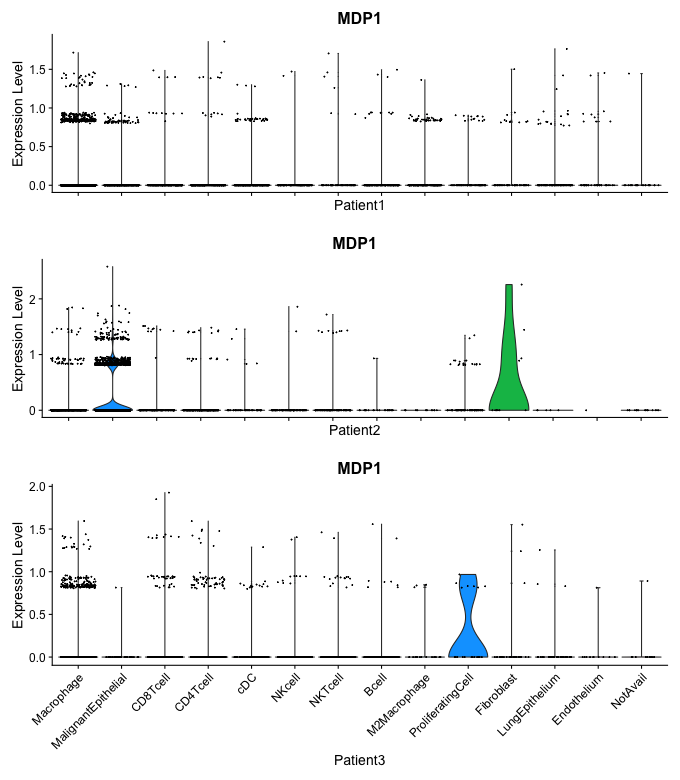 MDP1
Expression Level
1.5
1.0
0.5
0.0
Patient1
MDP1
Expression Level
2
1
0
Patient2
MDP1
Expression Level
2.0
1.5
1.0
0.5
0.0
Macrophage
MalignantEpithelial
CD8Tcell
CD4Tcell
cDC
NKcell
NKTcell
Bcell
M2Macrophage
ProliferatingCell
Fibroblast
LungEpithelium
Endothelium
NotAvail
Patient3